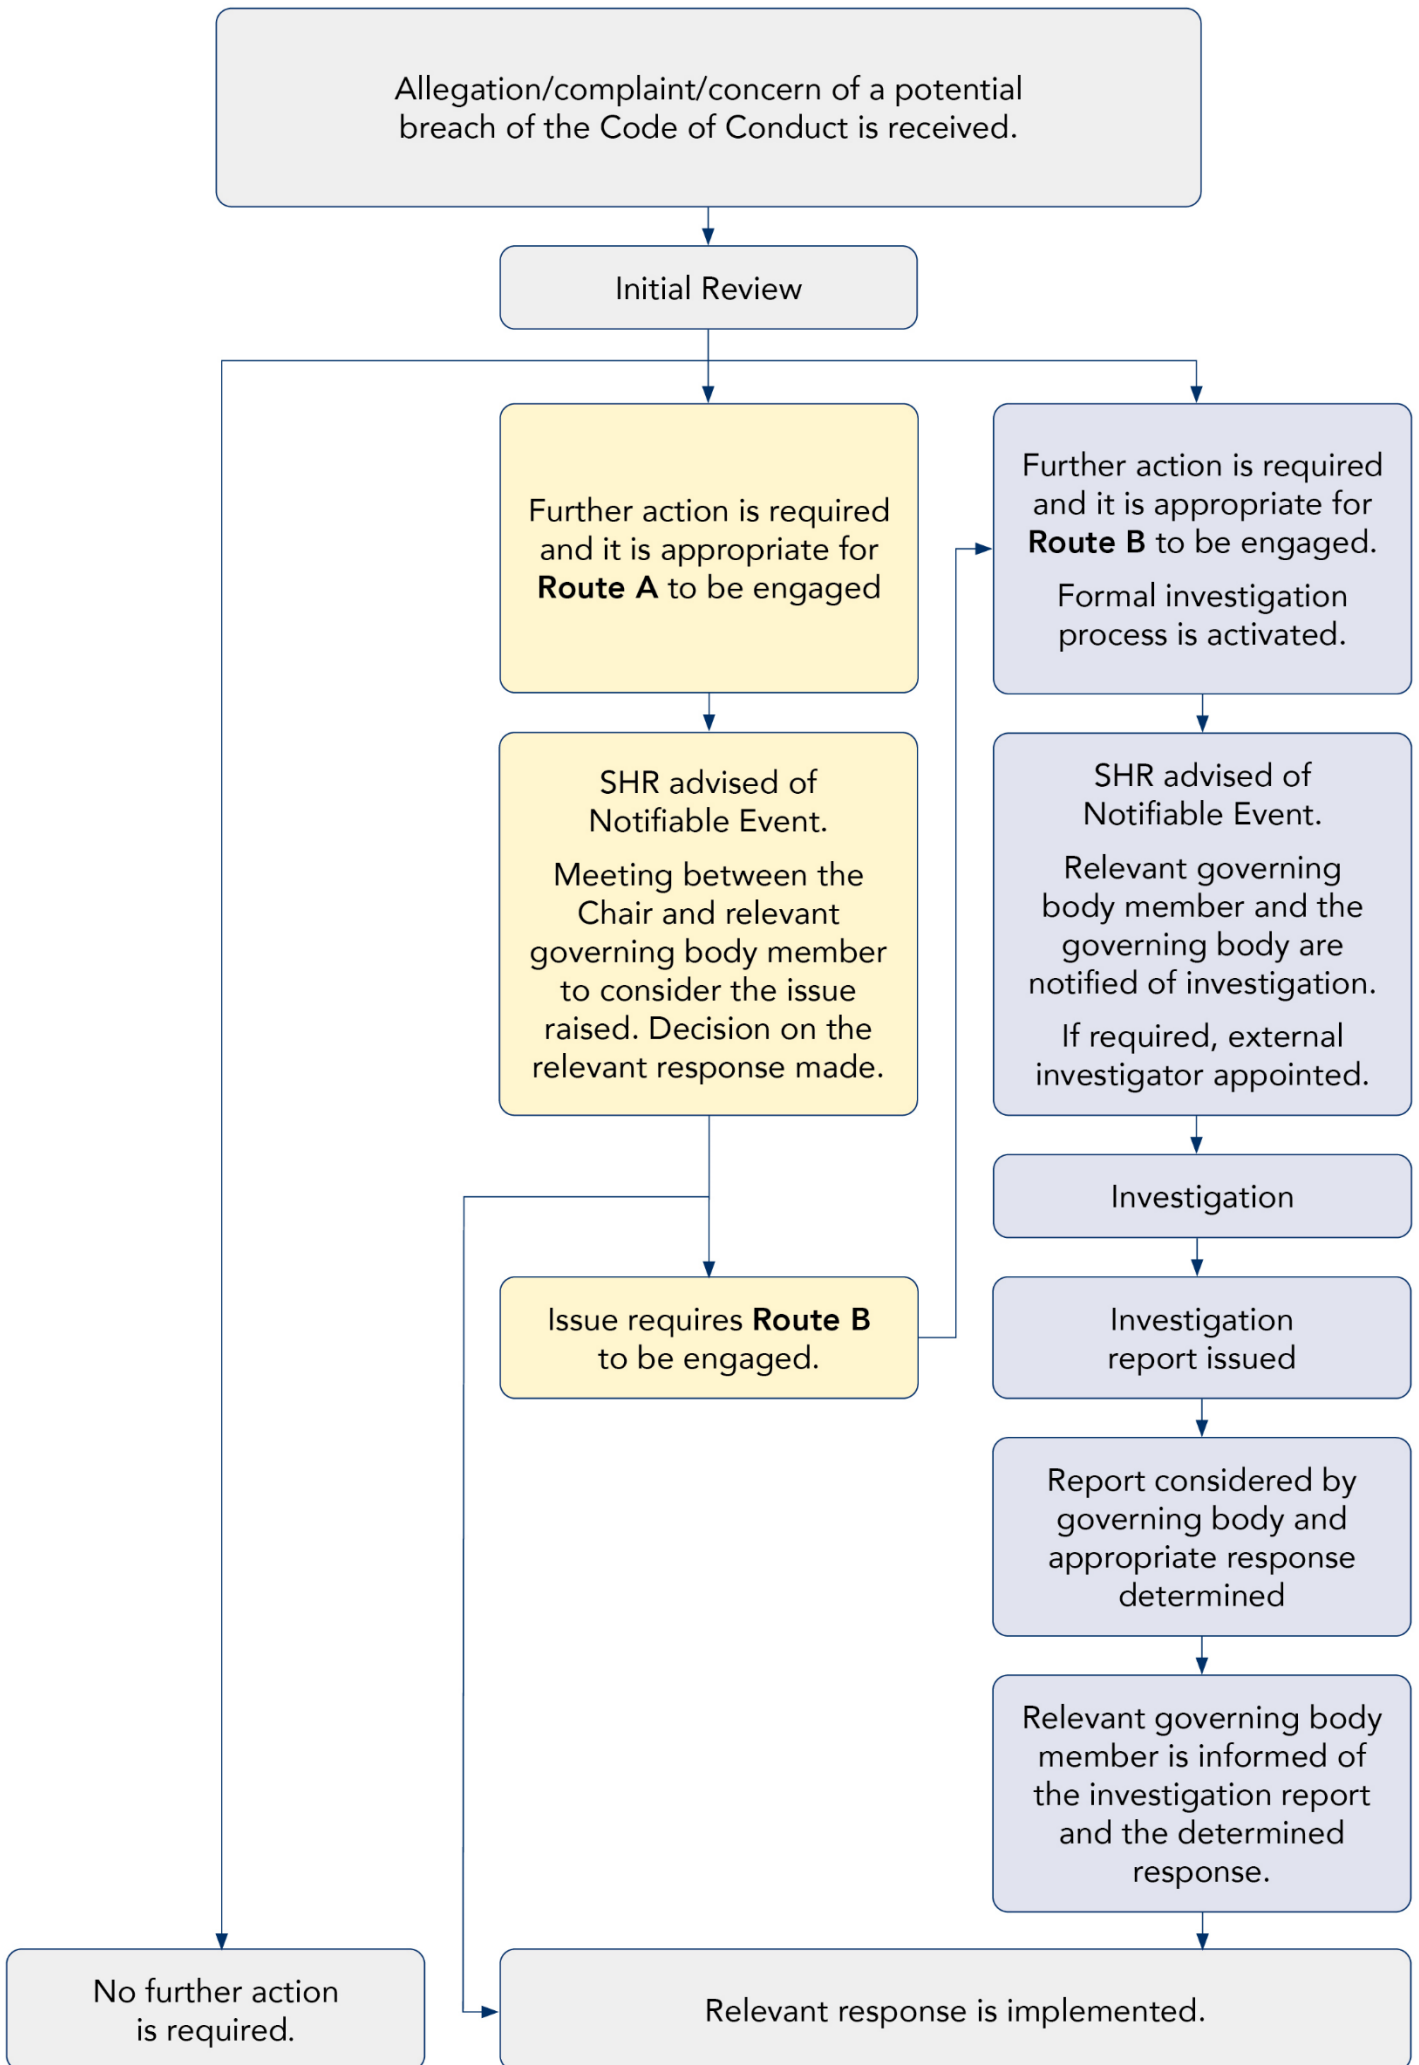 Allegation/complaint/concern of a potential
breach of the Code of Conduct is received.
Initial Review
Further action is required
and it is appropriate for
Route A to be engaged
SHR advised of
Notifiable Event.
Meeting between the
Chair and relevant
governing body member
to consider the issue
raised. Decision on the
relevant response made.
Issue requires Route B
to be engaged.
Further action is required
and it is appropriate for
Route B to be engaged.
Formal investigation
process is activated.
SHR advised of
Notifiable Event.
Relevant governing
body member and the
governing body are
notified of investigation.
If required, external
investigator appointed.
Investigation
Investigation
report issued
Report considered by
governing body and
appropriate response
determined
Relevant governing body
member is informed of
the investigation report
and the determined
response.
No further action
is required.
Relevant response is implemented.